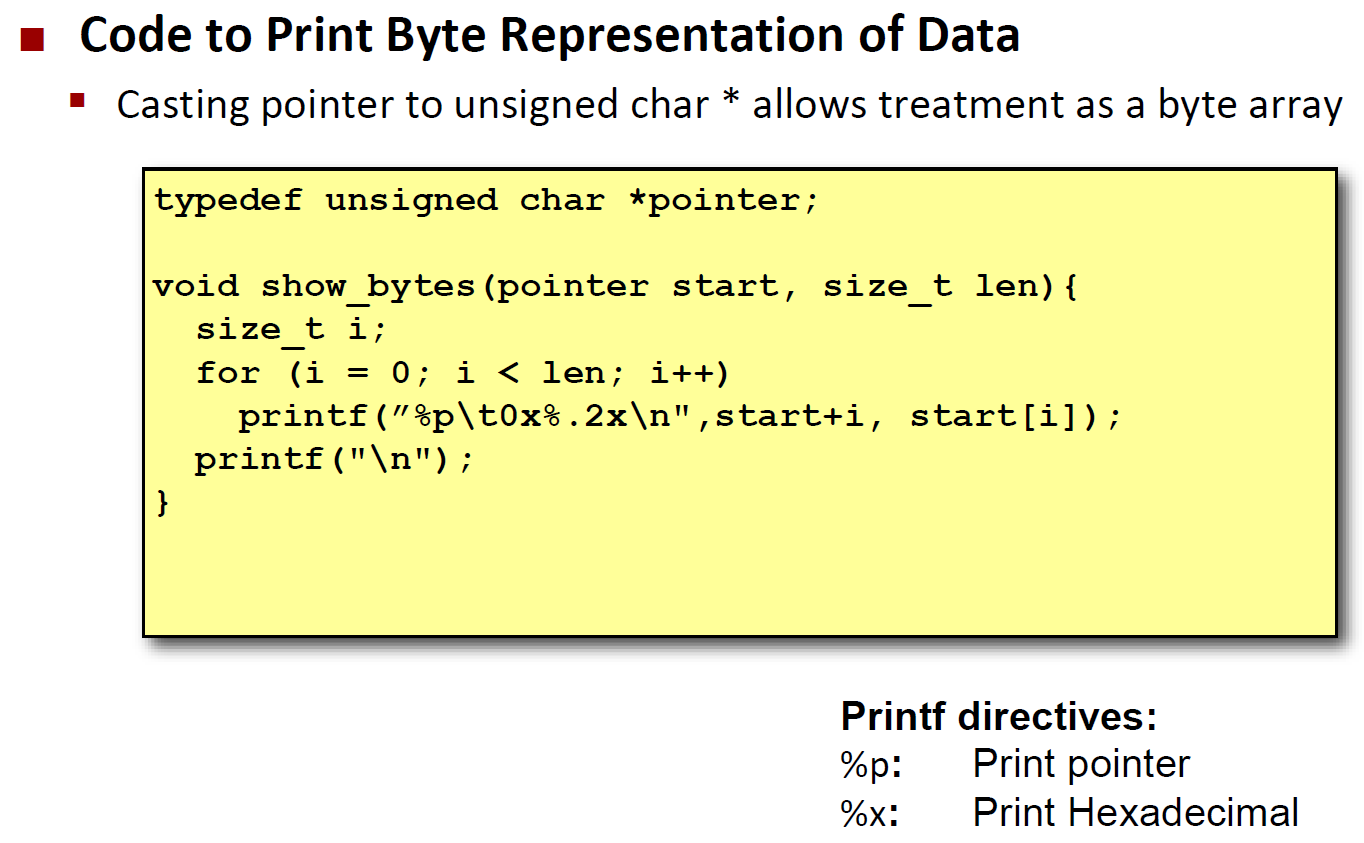 Code to Print Byte Representation of Data
Casting pointer to unsigned char * allows treatment as a byte array
typedef unsigned char *pointer;
void show_bytes(pointer start, size_t len){
size_t i;
for (i = 0; i < len; i++)
printf(”%p\t0x%.2x\n",start+i, start[i]);
printf("\n");
}
Printf directives:
%p: Print pointer
%x: Print Hexadecimal